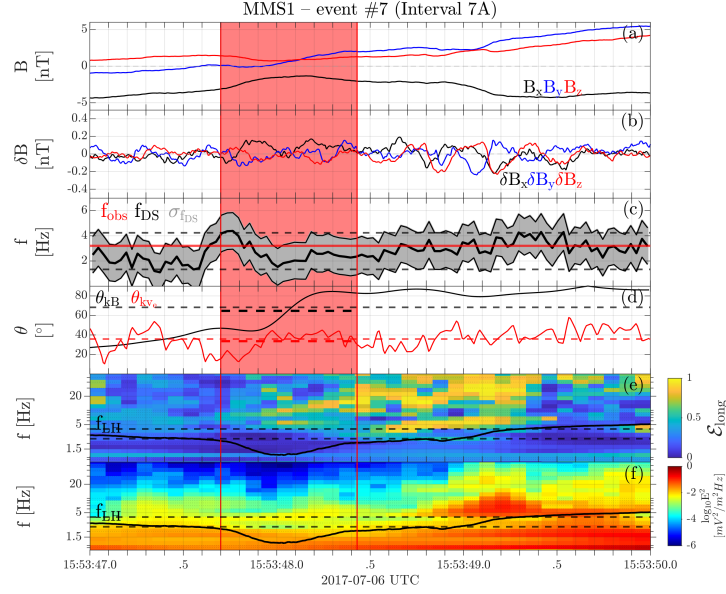 MMS1 – event #7 (Interval 7A)
B
[nT]
5
0
-5
(a)
BxByBz
δB
[nT]
0.4
0.2
0.0
-0.2
-0.4
(b)
δBxδByδBz
f
[Hz]
6
4
2
fobs fDS σfDS
(c)
θ
[°]
80
60
40
20
θkB θkve
(d)
f [Hz]
20
5
1.5
fLH
(e)
1
0.5
0
ℰlong
f [Hz]
20
5
1.5
fLH
(f)
0
-2
-4
-6
log10E²
[mV²/m²Hz]
15:53:47.0 .5 15:53:48.0 .5 15:53:49.0 .5 15:53:50.0
2017-07-06 UTC